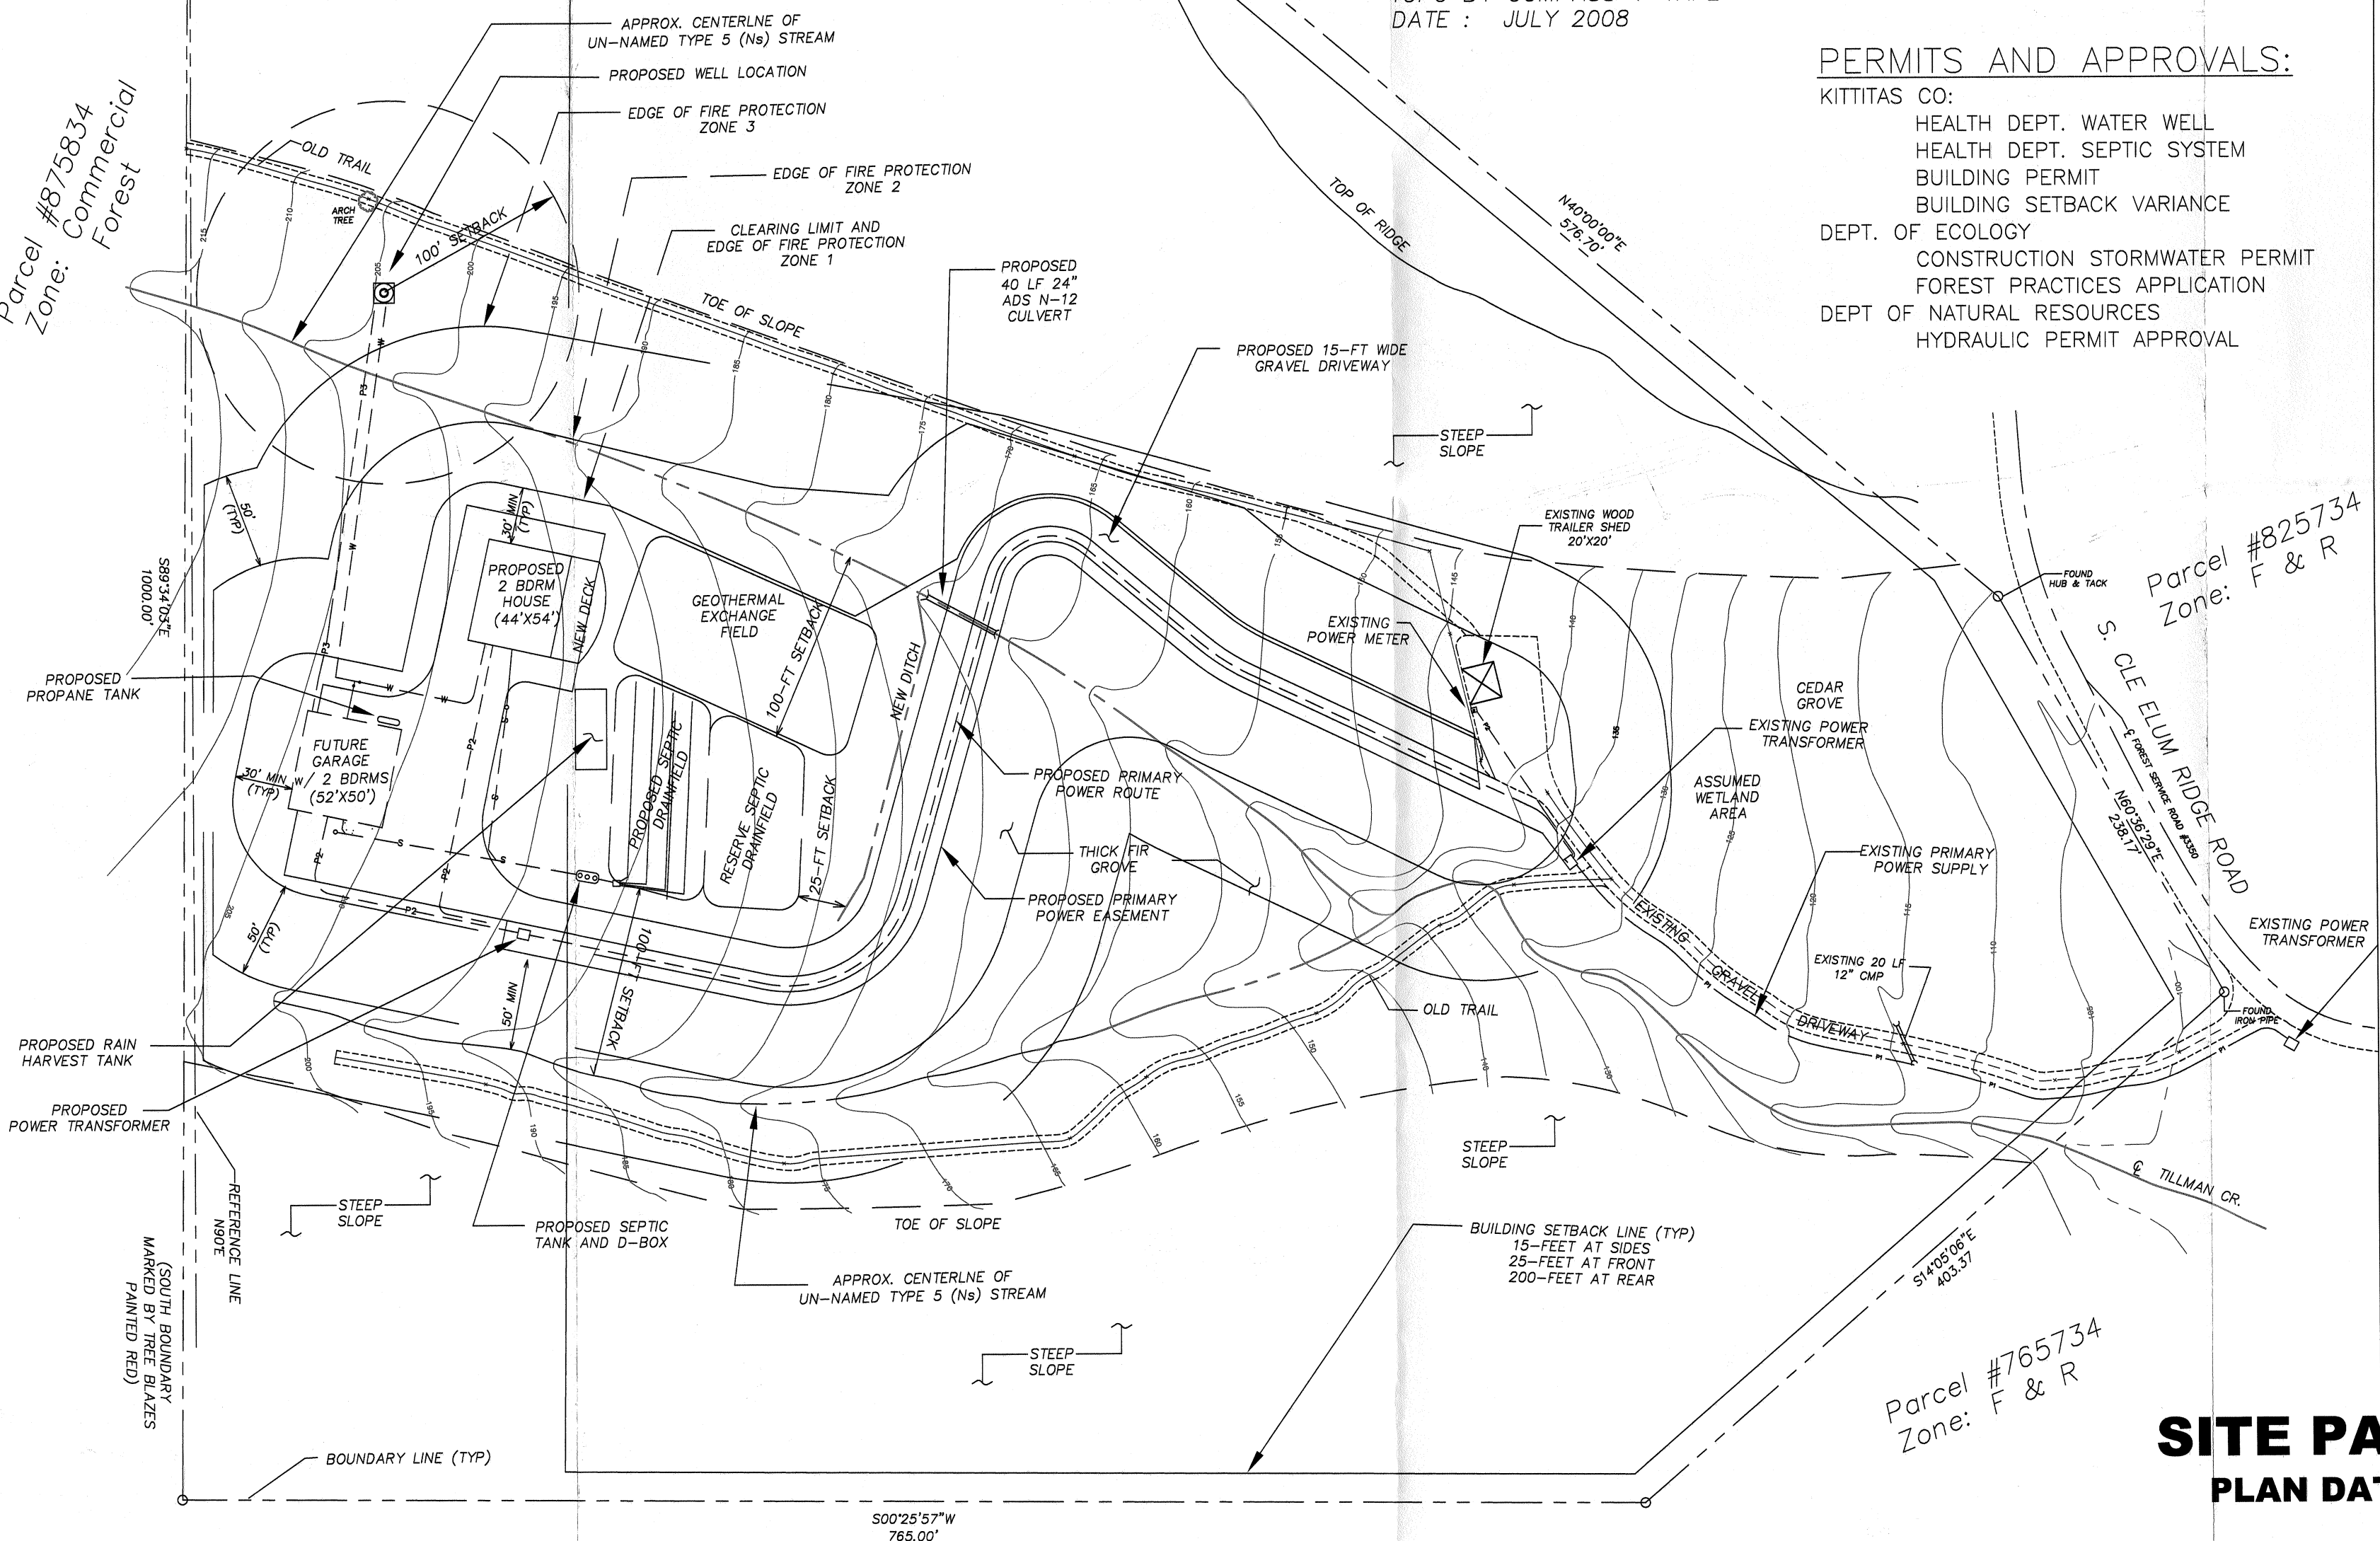 DATE : JULY 2008
PERMITS AND APPROVALS:
KITTITAS CO:
HEALTH DEPT. WATER WELL
HEALTH DEPT. SEPTIC SYSTEM
BUILDING PERMIT
BUILDING SETBACK VARIANCE
DEPT. OF ECOLOGY
CONSTRUCTION STORMWATER PERMIT
FOREST PRACTICES APPLICATION
DEPT OF NATURAL RESOURCES
HYDRAULIC PERMIT APPROVAL
APPROX. CENTERLNE OF
UN-NAMED TYPE 5 (Ns) STREAM
PROPOSED WELL LOCATION
EDGE OF FIRE PROTECTION
ZONE 3
EDGE OF FIRE PROTECTION
ZONE 2
CLEARING LIMIT AND
EDGE OF FIRE PROTECTION
ZONE 1
Parcel #875834
Zone: Commercial
Forest
OLD TRAIL
ARCH
TREE
100' SETBACK
TOE OF SLOPE
PROPOSED
40 LF 24"
ADS N-12
CULVERT
PROPOSED 15-FT WIDE
GRAVEL DRIVEWAY
TOP OF RIDGE
N40°00'00"E
576.70'
STEEP
SLOPE
EXISTING WOOD
TRAILER SHED
20'X20'
EXISTING
POWER METER
FOUND
HUB & TACK
Parcel #825734
Zone: F & R
S. CLE ELUM RIDGE ROAD
℄ FOREST SERVICE ROAD #3350
N60°36'29"E
238.17'
CEDAR
GROVE
EXISTING POWER
TRANSFORMER
ASSUMED
WETLAND
AREA
EXISTING PRIMARY
POWER SUPPLY
EXISTING POWER
TRANSFORMER
EXISTING 20 LF
12" CMP
FOUND
IRON PIPE
EXISTING
GRAVEL
DRIVEWAY
S89°34'03"E
1000.00'
50'
(TYP)
30' MIN
(TYP)
PROPOSED
2 BDRM
HOUSE
(44'X54')
NEW DECK
GEOTHERMAL
EXCHANGE
FIELD
100-FT SETBACK
NEW DITCH
PROPOSED
PROPANE TANK
FUTURE
GARAGE
W/ 2 BDRMS
(52'X50')
30' MIN
(TYP)
PROPOSED SEPTIC
DRAINFIELD
RESERVE SEPTIC
DRAINFIELD
25-FT SETBACK
PROPOSED PRIMARY
POWER ROUTE
THICK FIR
GROVE
PROPOSED PRIMARY
POWER EASEMENT
50'
(TYP)
50' MIN
100-FT SETBACK
OLD TRAIL
PROPOSED RAIN
HARVEST TANK
PROPOSED
POWER TRANSFORMER
REFERENCE LINE
N90°E
(SOUTH BOUNDARY
MARKED BY TREE BLAZES
PAINTED RED)
STEEP
SLOPE
PROPOSED SEPTIC
TANK AND D-BOX
TOE OF SLOPE
APPROX. CENTERLNE OF
UN-NAMED TYPE 5 (Ns) STREAM
STEEP
SLOPE
STEEP
SLOPE
BUILDING SETBACK LINE (TYP)
15-FEET AT SIDES
25-FEET AT FRONT
200-FEET AT REAR
℄ TILLMAN CR.
S14°05'06"E
403.37
Parcel #765734
Zone: F & R
BOUNDARY LINE (TYP)
S00°25'57"W
765.00'
SITE PA
PLAN DAT